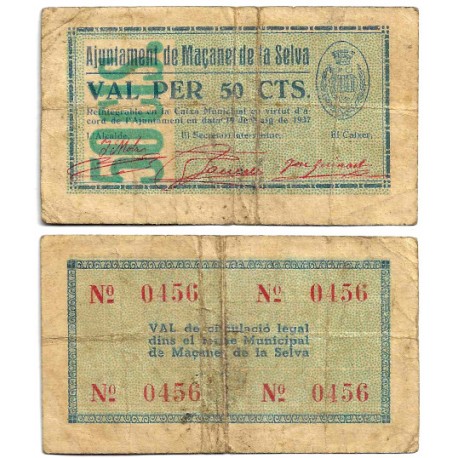 50 CTS.
Ajuntament de Maçanet de la Selva
VAL PER 50 CTS.
Reintegrable en la Caixa Municipal en virtut d'a
cord de l'Ajuntament en data 14 de Maig de 1937
L'Alcalde, El Secretari-Interventor, El Caixer,
Nº 0456 Nº 0456
VAL de circulació legal
dins el Terme Municipal
de Maçanet de la Selva
Nº 0456 Nº 0456